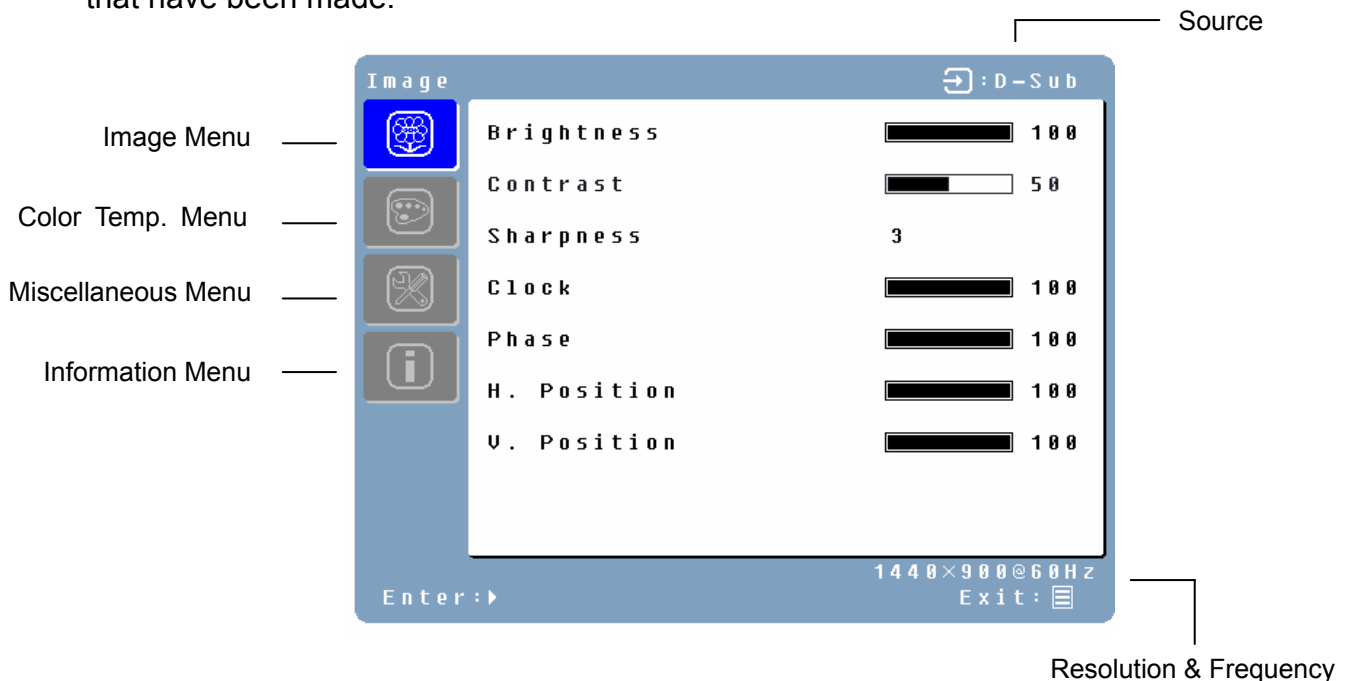 that have been made.
Source
Image :D-Sub
Image Menu
Brightness 100
Contrast 50
Color Temp. Menu
Sharpness 3
Miscellaneous Menu
Clock 100
Phase 100
Information Menu
H. Position 100
V. Position 100
1440×900@60Hz
Enter: Exit:
Resolution & Frequency